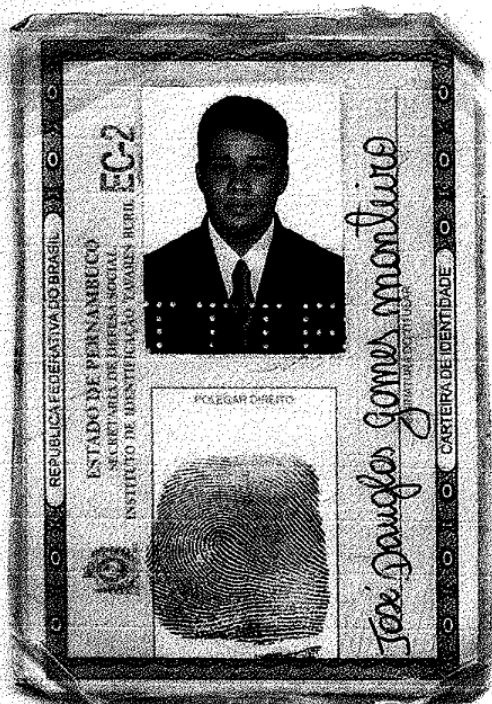 REPÚBLICA FEDERATIVA DO BRASIL
ESTADO DE PERNAMBUCO
SECRETARIA DE DEFESA SOCIAL
INSTITUTO DE IDENTIFICAÇÃO TAVARES BURIL
EC-2
POLEGAR DIREITO
José Douglas gomes monteiro
ASSINATURA DO TITULAR
CARTEIRA DE IDENTIDADE